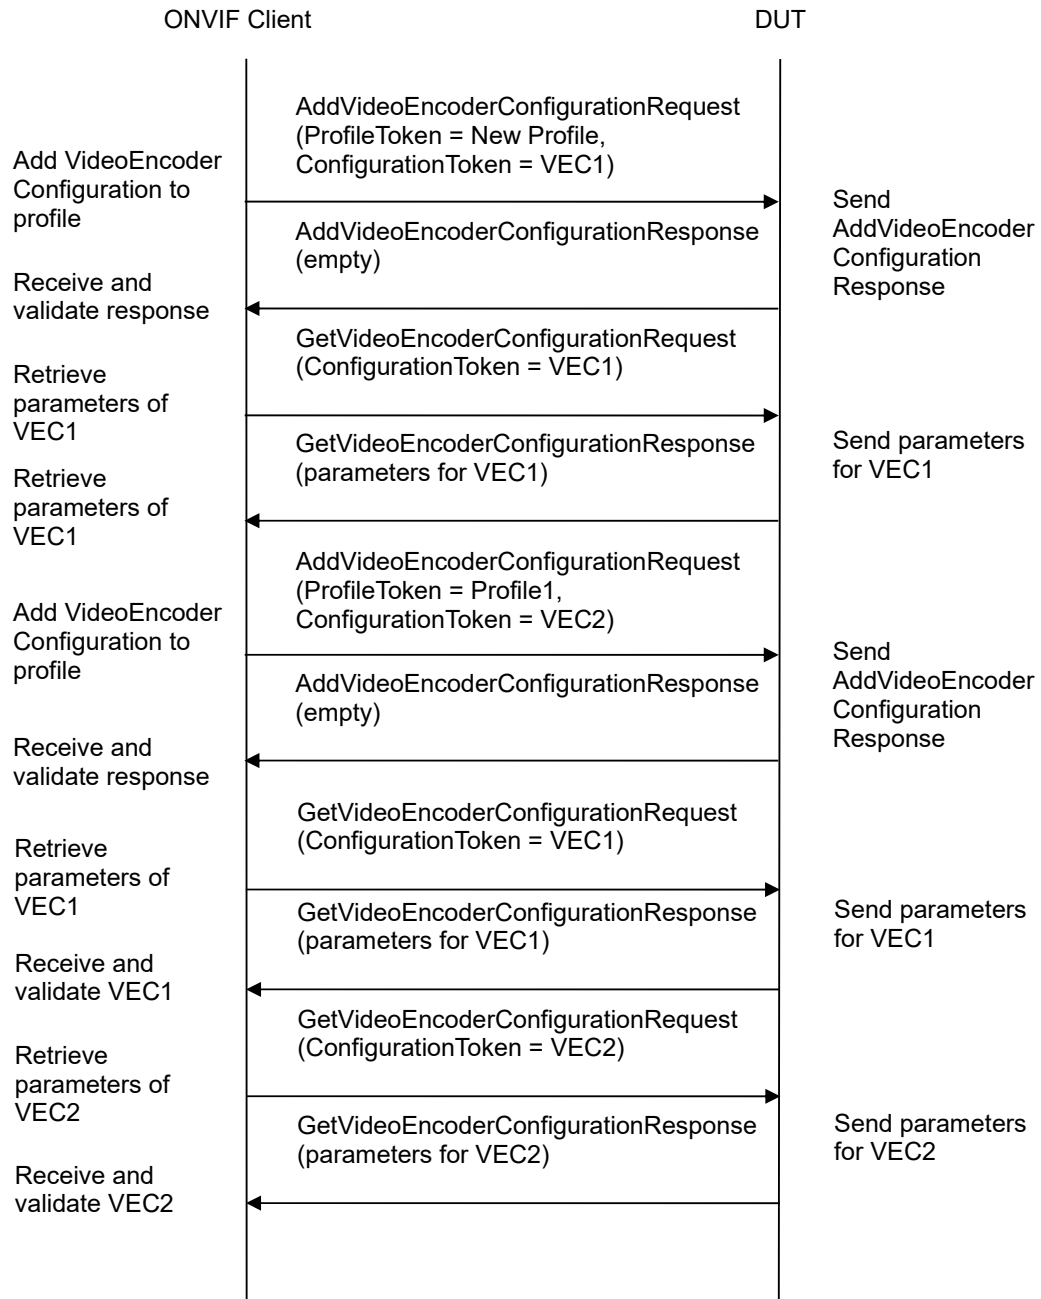 ONVIF Client
DUT
AddVideoEncoderConfigurationRequest
(ProfileToken = New Profile,
ConfigurationToken = VEC1)
Add VideoEncoder
Configuration to
profile
Send
AddVideoEncoder
Configuration
Response
AddVideoEncoderConfigurationResponse
(empty)
Receive and
validate response
GetVideoEncoderConfigurationRequest
(ConfigurationToken = VEC1)
Retrieve
parameters of
VEC1
GetVideoEncoderConfigurationResponse
(parameters for VEC1)
Send parameters
for VEC1
Retrieve
parameters of
VEC1
AddVideoEncoderConfigurationRequest
(ProfileToken = Profile1,
ConfigurationToken = VEC2)
Add VideoEncoder
Configuration to
profile
Send
AddVideoEncoder
Configuration
Response
AddVideoEncoderConfigurationResponse
(empty)
Receive and
validate response
GetVideoEncoderConfigurationRequest
(ConfigurationToken = VEC1)
Retrieve
parameters of
VEC1
GetVideoEncoderConfigurationResponse
(parameters for VEC1)
Send parameters
for VEC1
Receive and
validate VEC1
GetVideoEncoderConfigurationRequest
(ConfigurationToken = VEC2)
Retrieve
parameters of
VEC2
GetVideoEncoderConfigurationResponse
(parameters for VEC2)
Send parameters
for VEC2
Receive and
validate VEC2